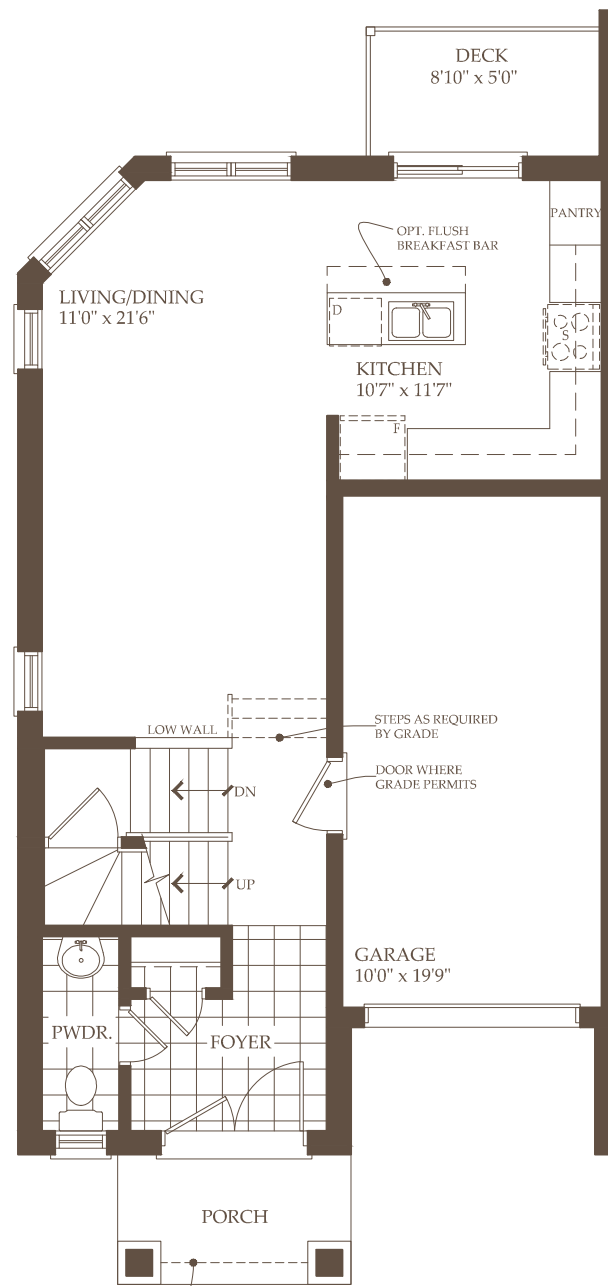 DECK
8'10" x 5'0"
PANTRY
OPT. FLUSH
BREAKFAST BAR
LIVING/DINING
11'0" x 21'6"
D
S
KITCHEN
10'7" x 11'7"
F
LOW WALL
STEPS AS REQUIRED
BY GRADE
DOOR WHERE
GRADE PERMITS
DN
UP
GARAGE
10'0" x 19'9"
PWDR.
FOYER
PORCH